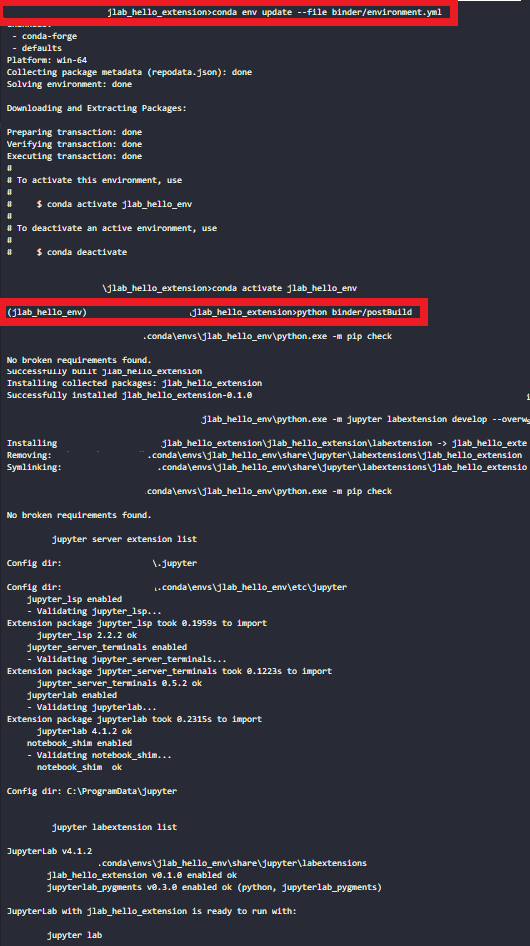 jlab_hello_extension>conda env update --file binder/environment.yml
- conda-forge
- defaults
Platform: win-64
Collecting package metadata (repodata.json): done
Solving environment: done
Downloading and Extracting Packages:
Preparing transaction: done
Verifying transaction: done
Executing transaction: done
#
# To activate this environment, use
#
#     $ conda activate jlab_hello_env
#
# To deactivate an active environment, use
#
#     $ conda deactivate
\jlab_hello_extension>conda activate jlab_hello_env
(jlab_hello_env) jlab_hello_extension>python binder/postBuild
.conda\envs\jlab_hello_env\python.exe -m pip check
No broken requirements found.
Successfully built jlab_hello_extension
Installing collected packages: jlab_hello_extension
Successfully installed jlab_hello_extension-0.1.0
jlab_hello_env\python.exe -m jupyter labextension develop --overw
Installing jlab_hello_extension\jlab_hello_extension\labextension -> jlab_hello_exte
Removing: .conda\envs\jlab_hello_env\share\jupyter\labextensions\jlab_hello_extension
Symlinking: .conda\envs\jlab_hello_env\share\jupyter\labextensions\jlab_hello_extensio
.conda\envs\jlab_hello_env\python.exe -m pip check
No broken requirements found.
jupyter server extension list
Config dir: \.jupyter
Config dir: .conda\envs\jlab_hello_env\etc\jupyter
jupyter_lsp enabled
- Validating jupyter_lsp...
Extension package jupyter_lsp took 0.1959s to import
jupyter_lsp 2.2.2 ok
jupyter_server_terminals enabled
- Validating jupyter_server_terminals...
Extension package jupyter_server_terminals took 0.1223s to import
jupyter_server_terminals 0.5.2 ok
jupyterlab enabled
- Validating jupyterlab...
Extension package jupyterlab took 0.2315s to import
jupyterlab 4.1.2 ok
notebook_shim enabled
- Validating notebook_shim...
notebook_shim  ok
Config dir: C:\ProgramData\jupyter
jupyter labextension list
JupyterLab v4.1.2
.conda\envs\jlab_hello_env\share\jupyter\labextensions
jlab_hello_extension v0.1.0 enabled ok
jupyterlab_pygments v0.3.0 enabled ok (python, jupyterlab_pygments)
JupyterLab with jlab_hello_extension is ready to run with:
jupyter lab